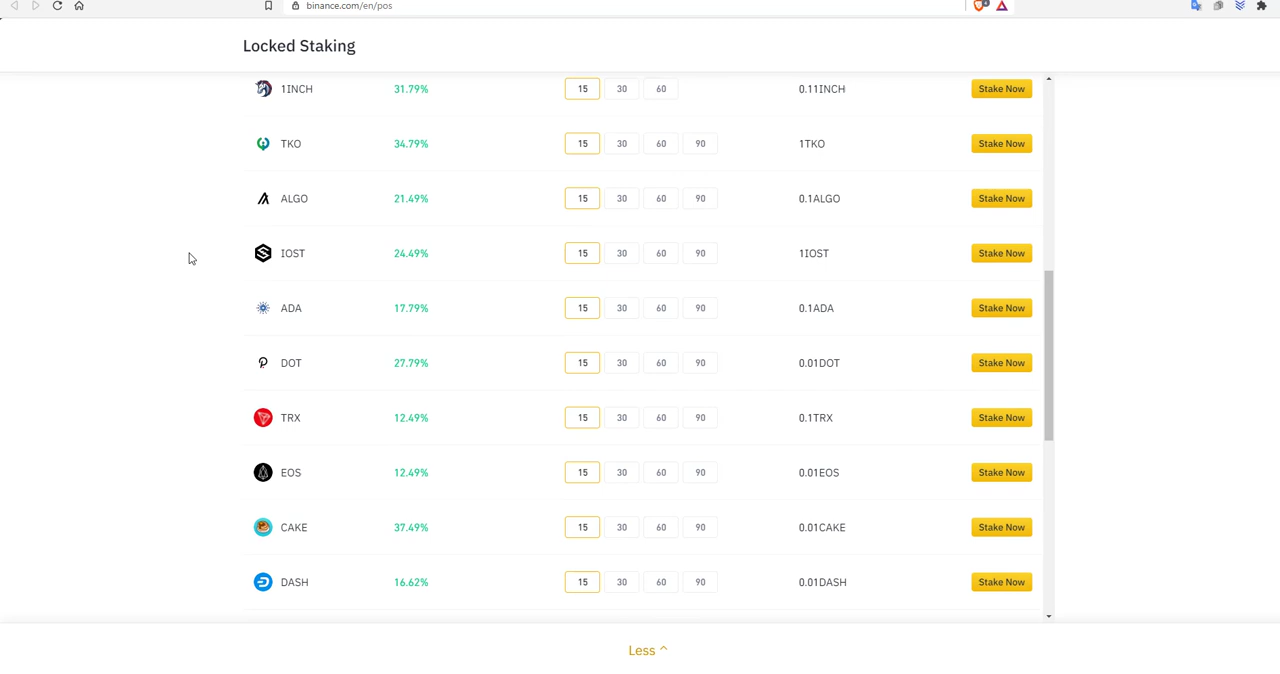 binance.com/en/pos
Locked Staking
1INCH 31.79% 15 30 60 0.11INCH Stake Now
TKO 34.79% 15 30 60 90 1TKO Stake Now
ALGO 21.49% 15 30 60 90 0.1ALGO Stake Now
IOST 24.49% 15 30 60 90 1IOST Stake Now
ADA 17.79% 15 30 60 90 0.1ADA Stake Now
DOT 27.79% 15 30 60 90 0.01DOT Stake Now
TRX 12.49% 15 30 60 90 0.1TRX Stake Now
EOS 12.49% 15 30 60 90 0.01EOS Stake Now
CAKE 37.49% 15 30 60 90 0.01CAKE Stake Now
DASH 16.62% 15 30 60 90 0.01DASH Stake Now
Less